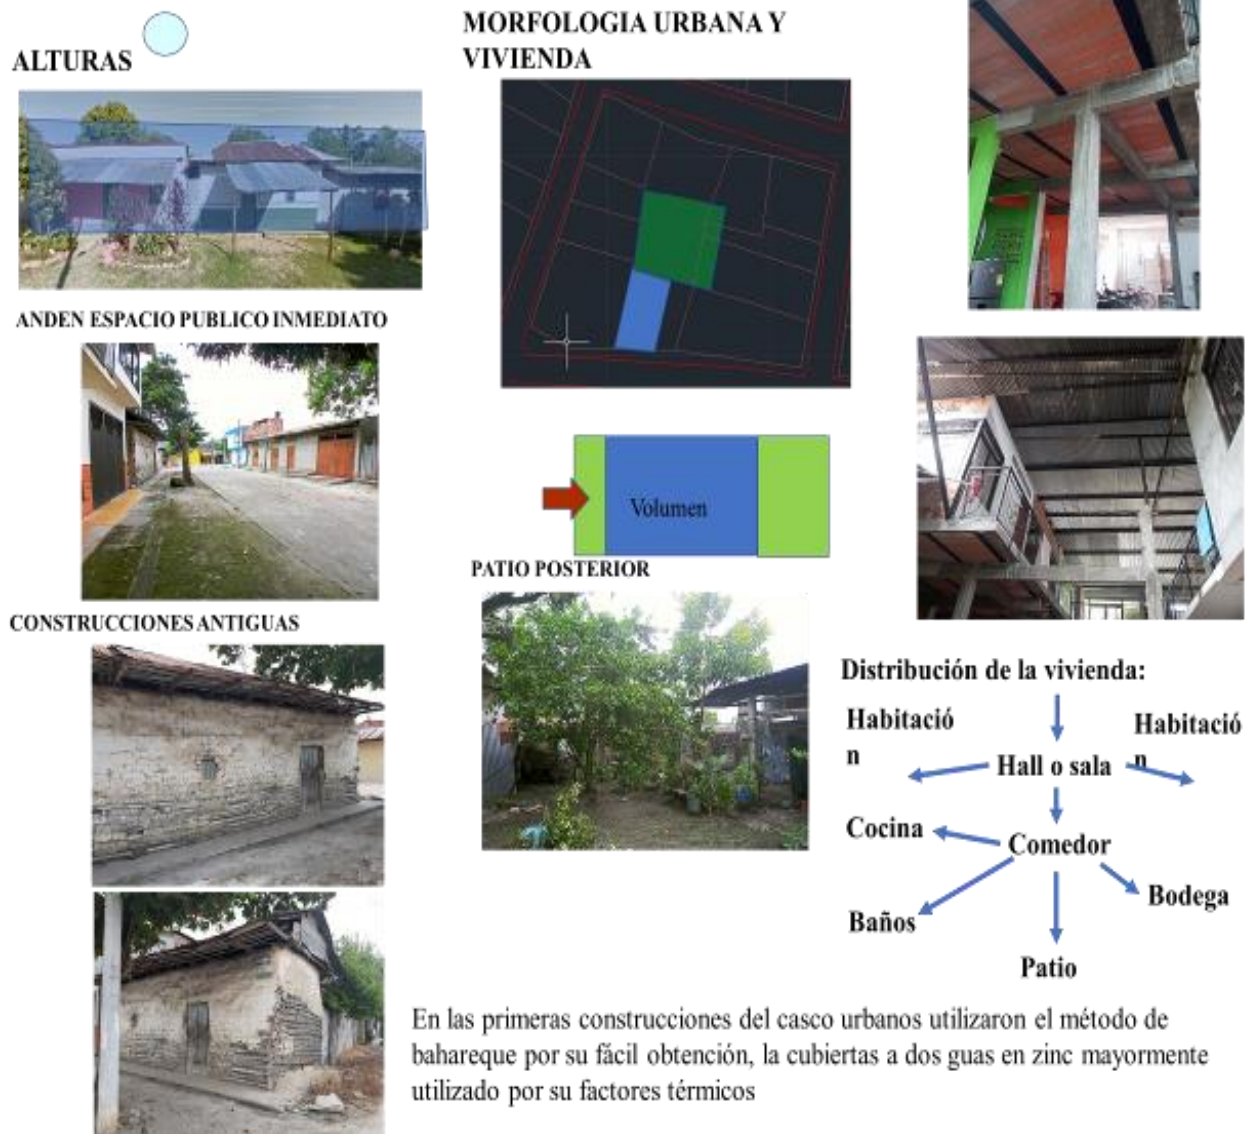 ALTURAS
MORFOLOGIA URBANA Y
VIVIENDA
ANDEN ESPACIO PUBLICO INMEDIATO
Volumen
PATIO POSTERIOR
CONSTRUCCIONES ANTIGUAS
Distribución de la vivienda:
Habitació
n
Habitació
n
Hall o sala
Cocina
Comedor
Bodega
Baños
Patio
En las primeras construcciones del casco urbanos utilizaron el método de
bahareque por su fácil obtención, la cubiertas a dos guas en zinc mayormente
utilizado por su factores térmicos